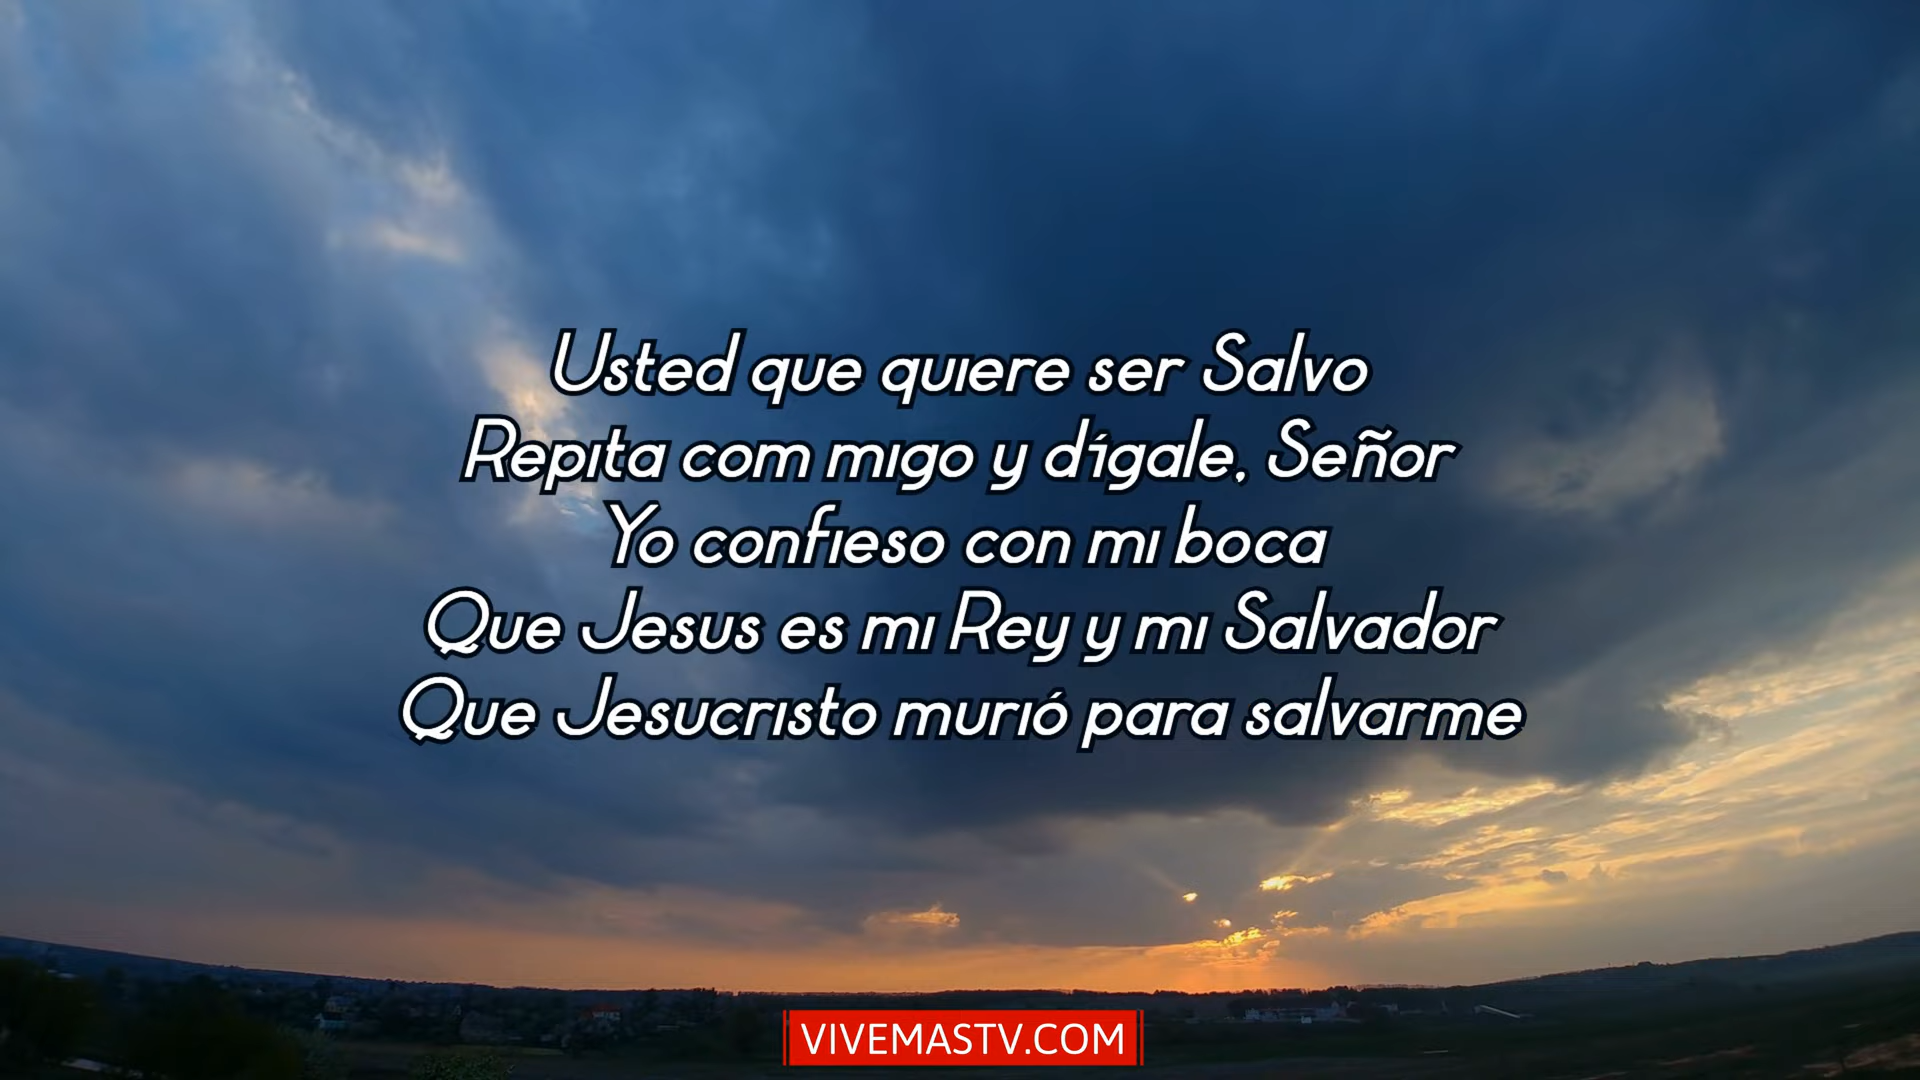 Usted que quiere ser Salvo
Repita com migo y dígale, Señor
Yo confieso con mi boca
Que Jesus es mi Rey y mi Salvador
Que Jesucristo murió para salvarme
VIVEMASTV.COM